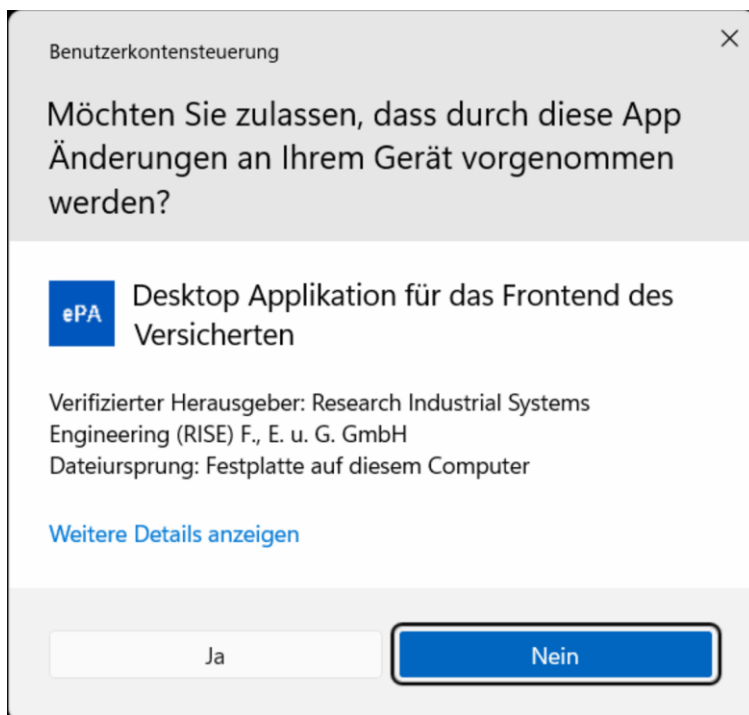 Benutzerkontensteuerung
Möchten Sie zulassen, dass durch diese App
Änderungen an Ihrem Gerät vorgenommen
werden?
ePA
Desktop Applikation für das Frontend des
Versicherten
Verifizierter Herausgeber: Research Industrial Systems
Engineering (RISE) F., E. u. G. GmbH
Dateiursprung: Festplatte auf diesem Computer
Weitere Details anzeigen
Ja
Nein